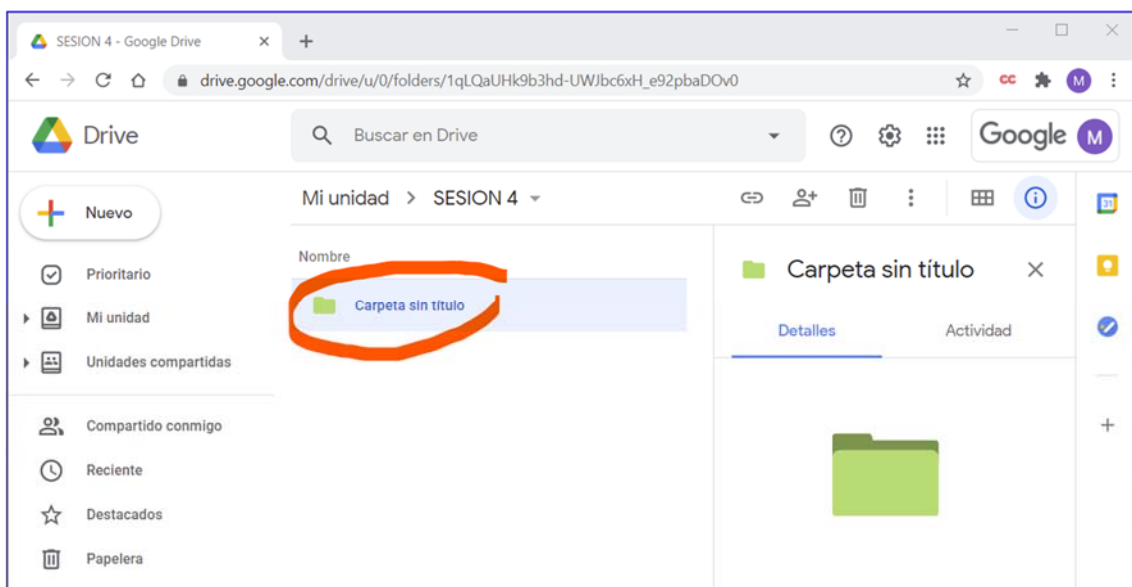 SESION 4 - Google Drive
drive.google.com/drive/u/0/folders/1qLQaUHk9b3hd-UWJbc6xH_e92pbaDOv0
CC
M
Drive
Buscar en Drive
Google
M
Nuevo
Mi unidad > SESION 4
31
Nombre
Carpeta sin título
Carpeta sin título
Detalles
Actividad
Prioritario
Mi unidad
Unidades compartidas
Compartido conmigo
Reciente
Destacados
Papelera